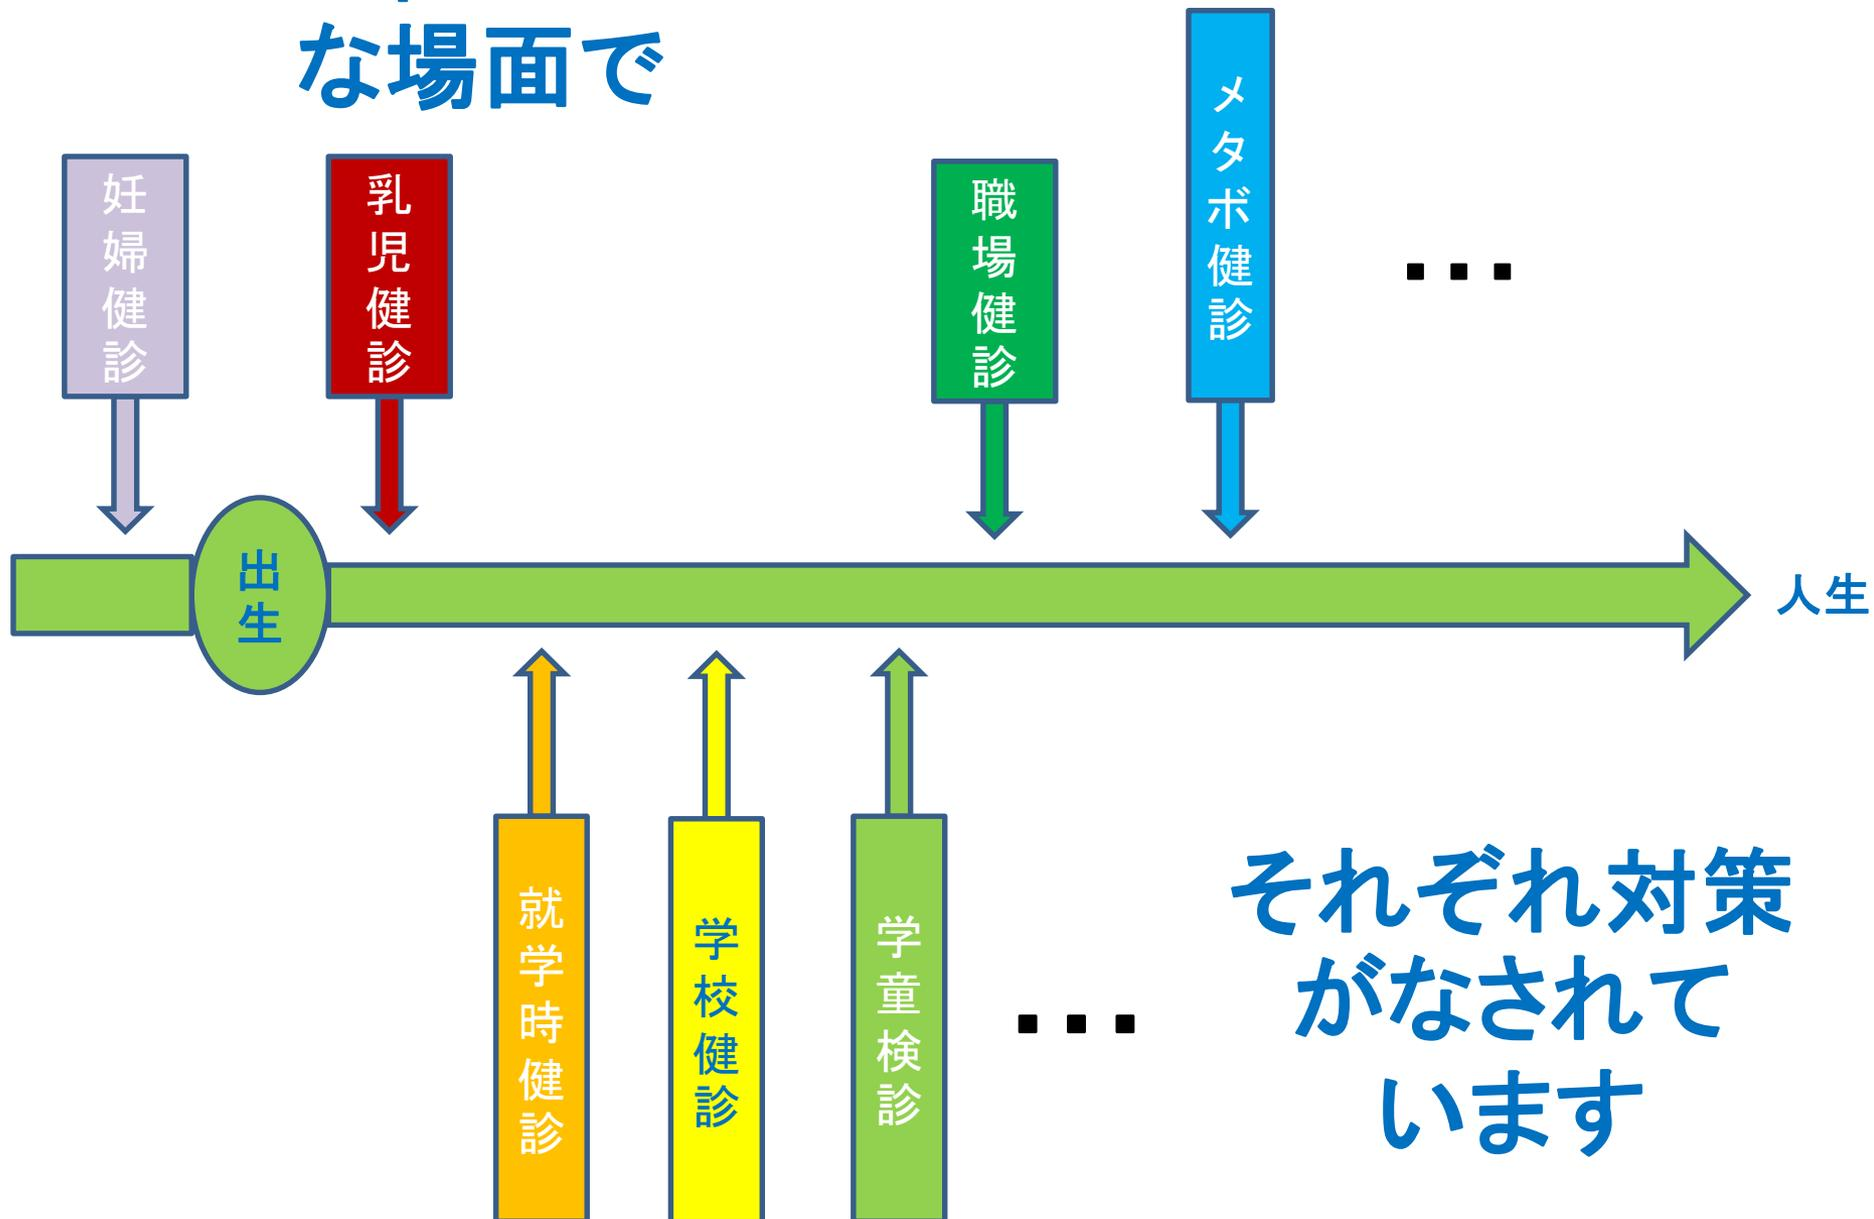 な場面で
妊婦健診
乳児健診
職場健診
メタボ健診
...
出生
人生
就学時健診
学校健診
学童検診
...
それぞれ対策
がなされて
います